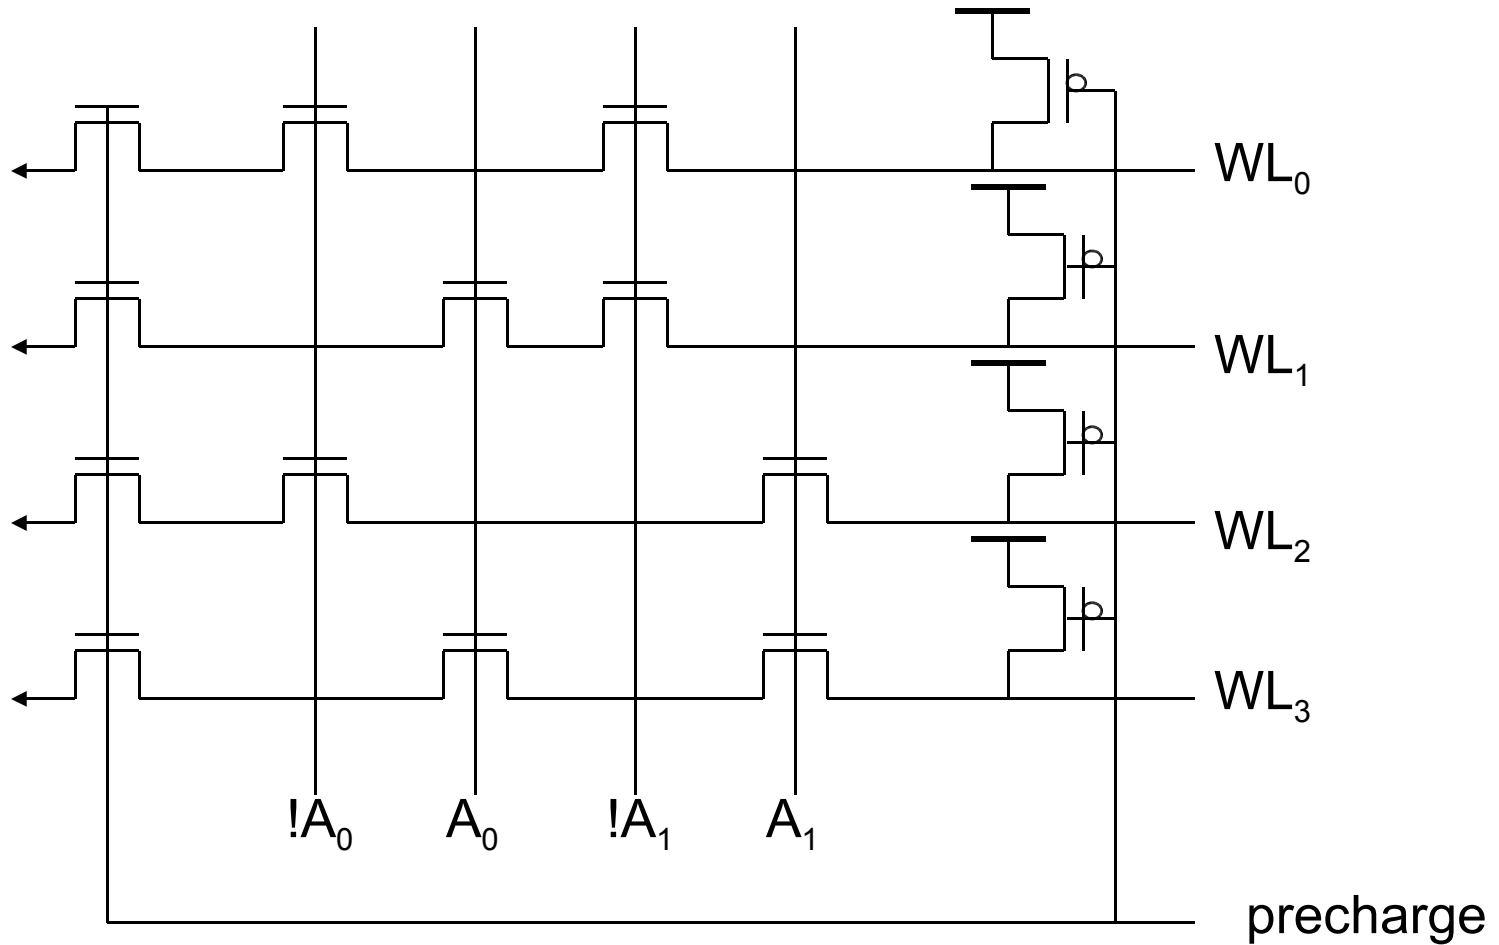 WL₀
WL₁
WL₂
WL₃
!A₀ A₀ !A₁ A₁
precharge